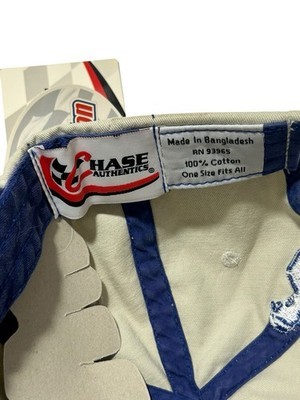 CHASE
AUTHENTICS®
Made in Bangladesh
RN 93965
100% Cotton
One Size Fits All